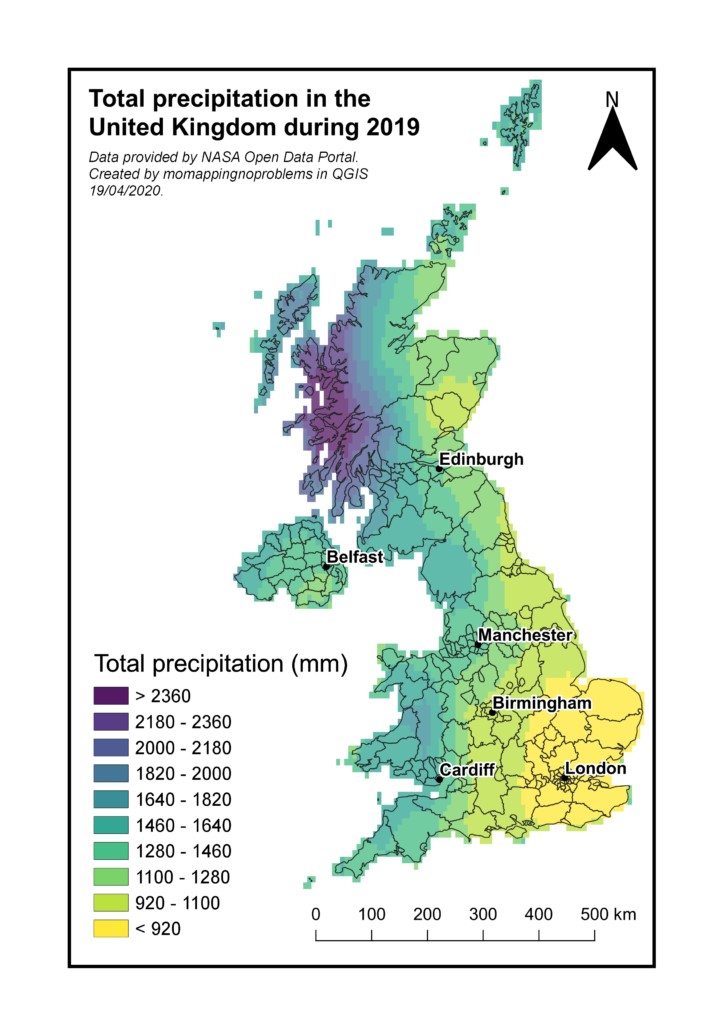 Total precipitation in the
United Kingdom during 2019
N
Data provided by NASA Open Data Portal.
Created by momappingnoproblems in QGIS
19/04/2020.
Edinburgh
Belfast
Manchester
Birmingham
Cardiff
London
Total precipitation (mm)
> 2360
2180 - 2360
2000 - 2180
1820 - 2000
1640 - 1820
1460 - 1640
1280 - 1460
1100 - 1280
920 - 1100
< 920
0 100 200 300 400 500 km